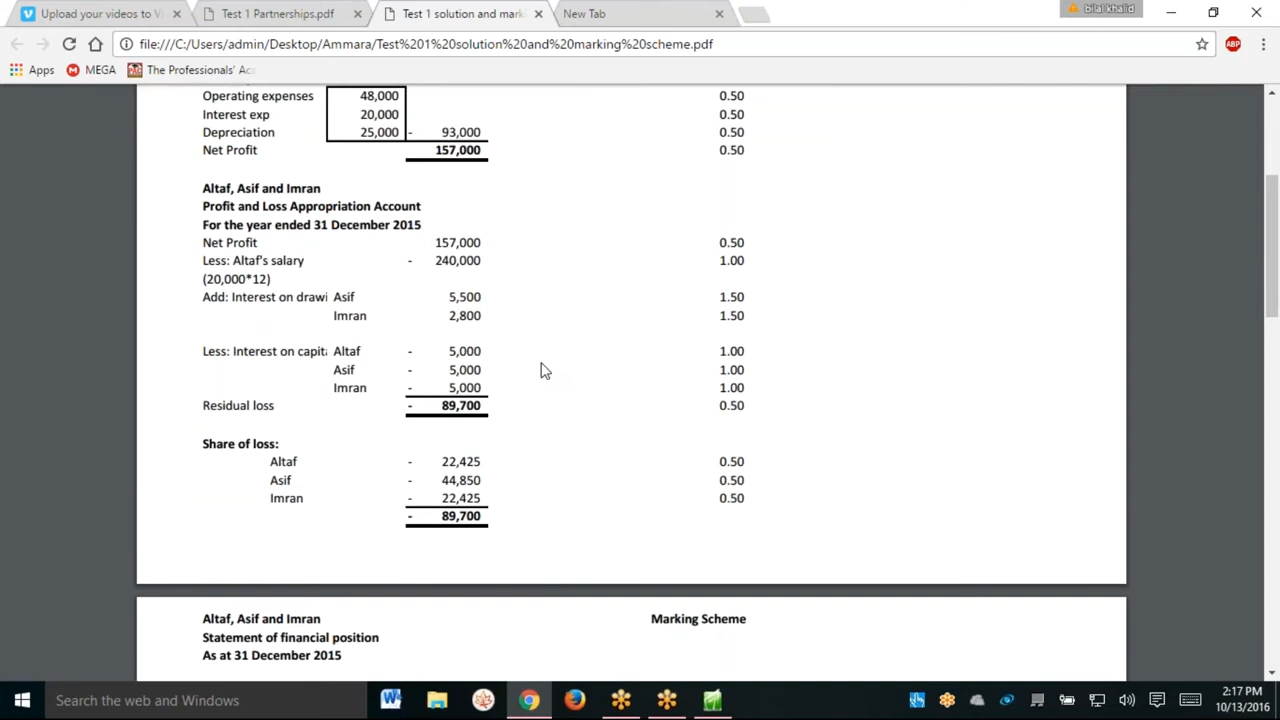 Upload your videos to V
Test 1 Partnerships.pdf
Test 1 solution and mark
New Tab
bilal khalid
file:///C:/Users/admin/Desktop/Ammara/Test%201%20solution%20and%20marking%20scheme.pdf
ABP
Apps
MEGA
The Professionals' Aca
Operating expenses 48,000 0.50
Interest exp 20,000 0.50
Depreciation 25,000 - 93,000 0.50
Net Profit 157,000 0.50
Altaf, Asif and Imran
Profit and Loss Appropriation Account
For the year ended 31 December 2015
Net Profit 157,000 0.50
Less: Altaf's salary - 240,000 1.00
(20,000*12)
Add: Interest on drawi Asif 5,500 1.50
Imran 2,800 1.50
Less: Interest on capita Altaf - 5,000 1.00
Asif - 5,000 1.00
Imran - 5,000 1.00
Residual loss - 89,700 0.50
Share of loss:
Altaf - 22,425 0.50
Asif - 44,850 0.50
Imran - 22,425 0.50
- 89,700
Altaf, Asif and Imran Marking Scheme
Statement of financial position
As at 31 December 2015
Search the web and Windows
2:17 PM
10/13/2016